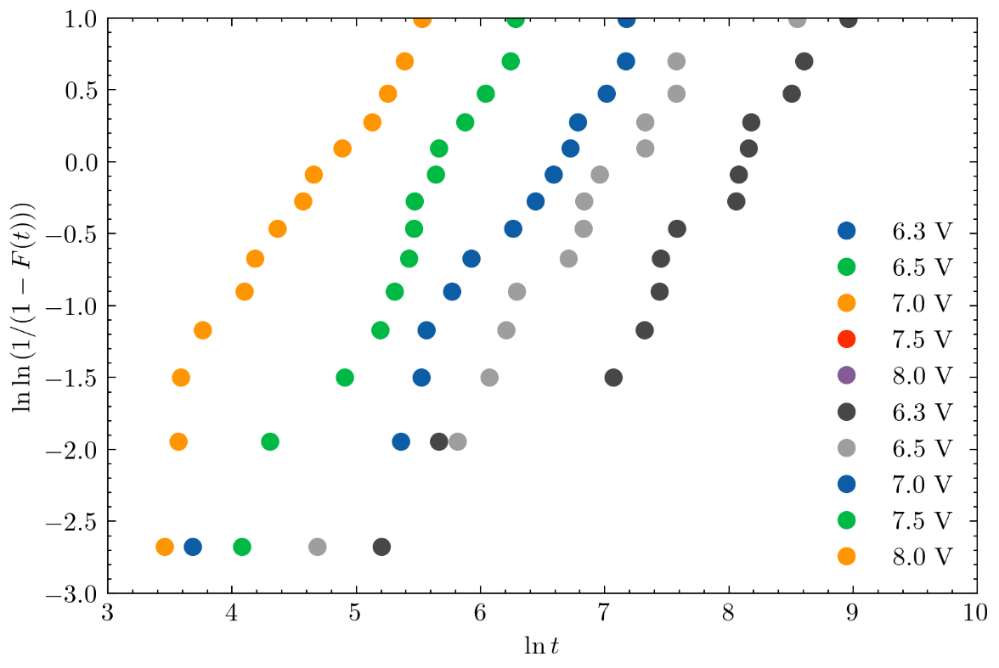 1.0
0.5
0.0
−0.5
−1.0
−1.5
−2.0
−2.5
−3.0
ln ln (1/(1 − F(t)))
6.3 V
6.5 V
7.0 V
7.5 V
8.0 V
6.3 V
6.5 V
7.0 V
7.5 V
8.0 V
3 4 5 6 7 8 9 10
ln t